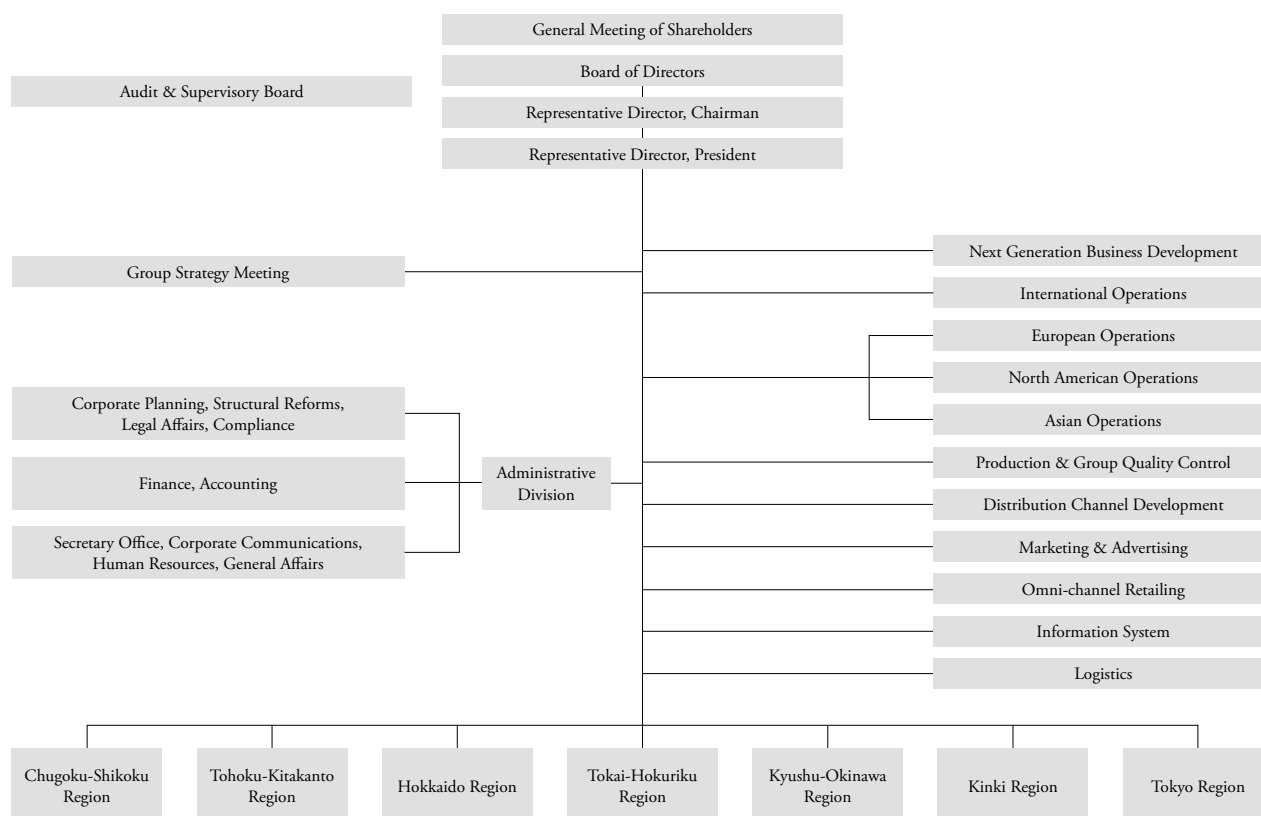 General Meeting of Shareholders
Board of Directors
Audit & Supervisory Board
Representative Director, Chairman
Representative Director, President
Next Generation Business Development
Group Strategy Meeting
International Operations
European Operations
North American Operations
Asian Operations
Corporate Planning, Structural Reforms,
Legal Affairs, Compliance
Finance, Accounting
Secretary Office, Corporate Communications,
Human Resources, General Affairs
Administrative
Division
Production & Group Quality Control
Distribution Channel Development
Marketing & Advertising
Omni-channel Retailing
Information System
Logistics
Chugoku-Shikoku
Region
Tohoku-Kitakanto
Region
Hokkaido Region
Tokai-Hokuriku
Region
Kyushu-Okinawa
Region
Kinki Region
Tokyo Region